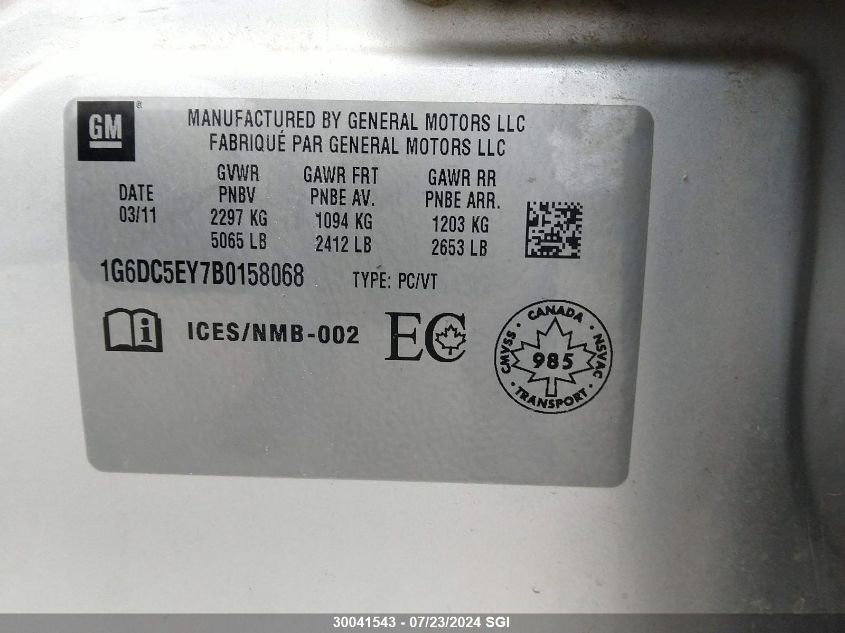 GM ®
MANUFACTURED BY GENERAL MOTORS LLC
FABRIQUÉ PAR GENERAL MOTORS LLC
DATE
03/11
GVWR
PNBV
2297 KG
5065 LB
GAWR FRT
PNBE AV.
1094 KG
2412 LB
GAWR RR
PNBE ARR.
1203 KG
2653 LB
1G6DC5EY7B0158068 TYPE: PC/VT
i ICES/NMB-002 EC
CANADA
CMVSS · 985 · NSVAC
· TRANSPORT ·
30041543 - 07/23/2024 SGI